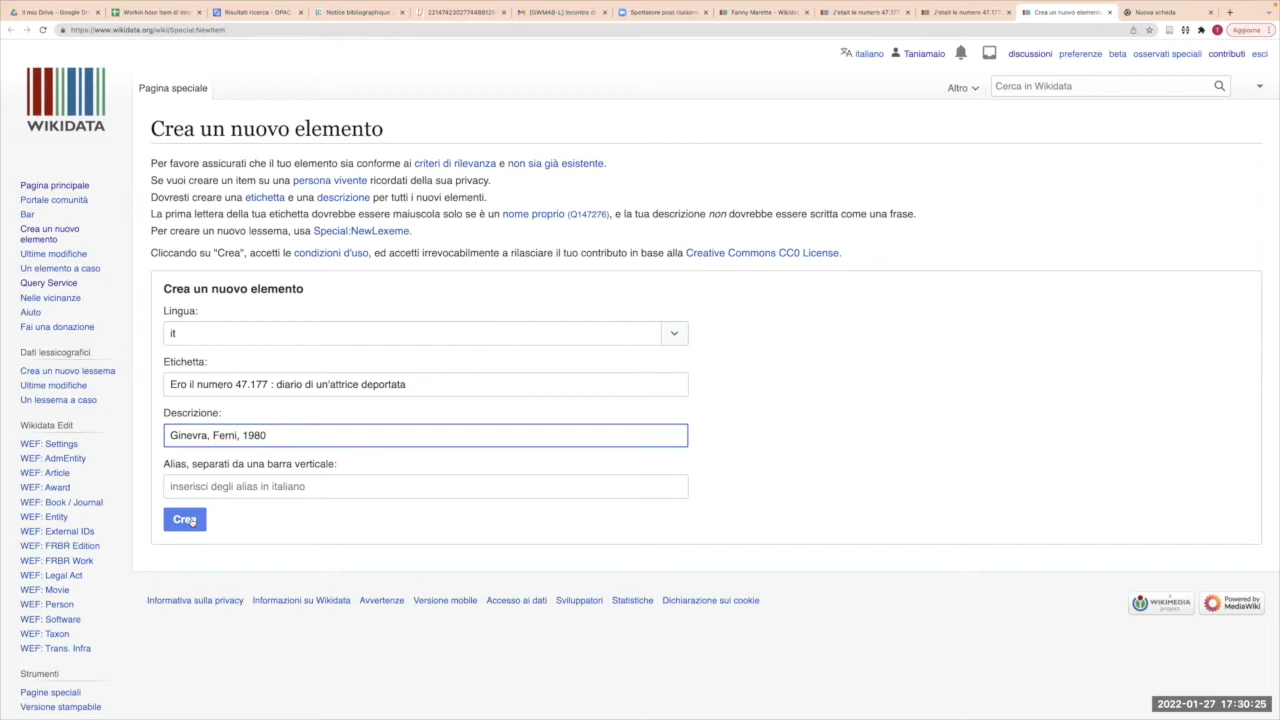 Il mio Drive - Google D
Workin hour item di inte
Risultati ricerca - OPAC
Notice bibliographique
2214742302774488125
[GWMAB-L] Incontro di
Spettatore post riunion
Fanny Marette - Wikida
J'etait le numero 47.17
J'etait le numero 47.17
Crea un nuovo elemento
Nuova scheda
https://www.wikidata.org/wiki/Special:NewItem
Aggiorna
italiano
Taniamaio
discussioni
preferenze
beta
osservati speciali
contributi
esci
WIKIDATA
Pagina speciale
Altro
Cerca in Wikidata
Crea un nuovo elemento
Per favore assicurati che il tuo elemento sia conforme ai criteri di rilevanza e non sia già esistente.
Se vuoi creare un item su una persona vivente ricordati della sua privacy.
Dovresti creare una etichetta e una descrizione per tutti i nuovi elementi.
La prima lettera della tua etichetta dovrebbe essere maiuscola solo se è un nome proprio (Q147276), e la tua descrizione non dovrebbe essere scritta come una frase.
Per creare un nuovo lessema, usa Special:NewLexeme.
Cliccando su "Crea", accetti le condizioni d'uso, ed accetti irrevocabilmente a rilasciare il tuo contributo in base alla Creative Commons CC0 License.
Crea un nuovo elemento
Lingua:
it
Etichetta:
Ero il numero 47.177 : diario di un'attrice deportata
Descrizione:
Ginevra, Ferni, 1980
Alias, separati da una barra verticale:
inserisci degli alias in italiano
Crea
Pagina principale
Portale comunità
Bar
Crea un nuovo
elemento
Ultime modifiche
Un elemento a caso
Query Service
Nelle vicinanze
Aiuto
Fai una donazione
Dati lessicografici
Crea un nuovo lessema
Ultime modifiche
Un lessema a caso
Wikidata Edit
WEF: Settings
WEF: AdmEntity
WEF: Article
WEF: Award
WEF: Book / Journal
WEF: Entity
WEF: External IDs
WEF: FRBR Edition
WEF: FRBR Work
WEF: Legal Act
WEF: Movie
WEF: Person
WEF: Software
WEF: Taxon
WEF: Trans. Infra
Strumenti
Pagine speciali
Versione stampabile
Informativa sulla privacy
Informazioni su Wikidata
Avvertenze
Versione mobile
Accesso ai dati
Sviluppatori
Statistiche
Dichiarazione sui cookie
A
WIKIMEDIA
project
Powered by
MediaWiki
2022-01-27 17:30:25